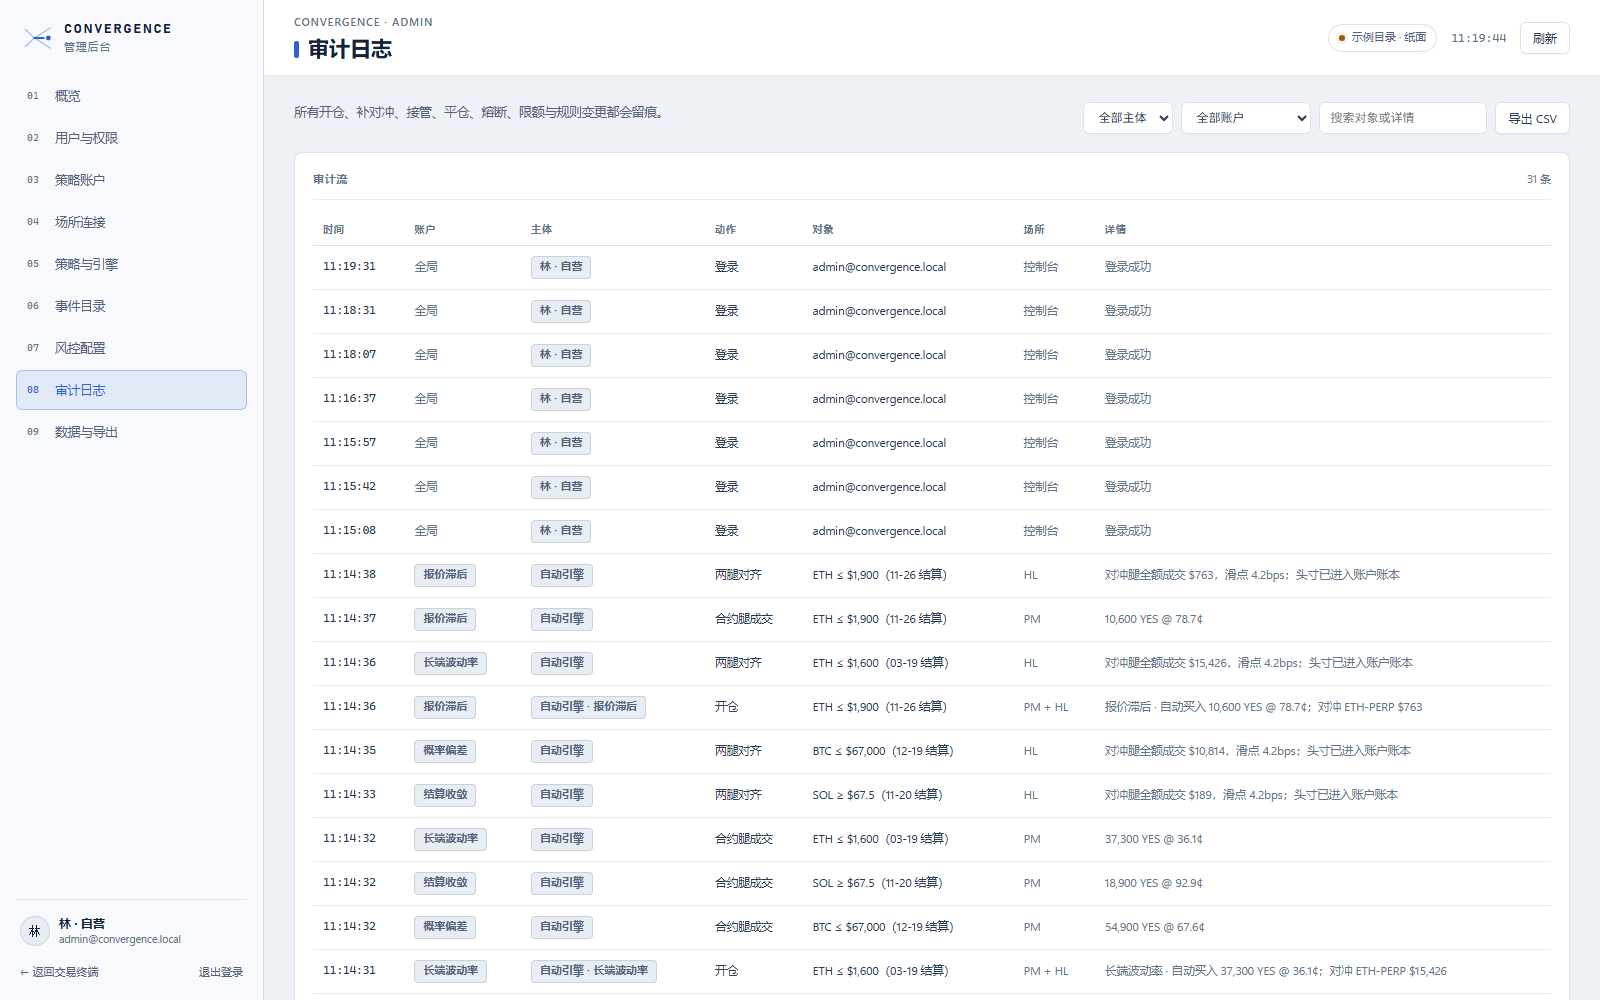 CONVERGENCE
管理后台
01 概览
02 用户与权限
03 策略账户
04 场所连接
05 策略与引擎
06 事件目录
07 风控配置
08 审计日志
09 数据与导出
林
林 · 自营
admin@convergence.local
← 返回交易终端 退出登录
CONVERGENCE · ADMIN
审计日志
示例目录 · 纸面 11:19:44 刷新
所有开仓、补对冲、接管、平仓、熔断、限额与规则变更都会留痕。
全部主体 全部账户 搜索对象或详情 导出 CSV
审计流 31 条
时间 账户 主体 动作 对象 场所 详情
11:19:31 全局 林 · 自营 登录 admin@convergence.local 控制台 登录成功
11:18:31 全局 林 · 自营 登录 admin@convergence.local 控制台 登录成功
11:18:07 全局 林 · 自营 登录 admin@convergence.local 控制台 登录成功
11:16:37 全局 林 · 自营 登录 admin@convergence.local 控制台 登录成功
11:15:57 全局 林 · 自营 登录 admin@convergence.local 控制台 登录成功
11:15:42 全局 林 · 自营 登录 admin@convergence.local 控制台 登录成功
11:15:08 全局 林 · 自营 登录 admin@convergence.local 控制台 登录成功
11:14:38 报价滞后 自动引擎 两腿对齐 ETH ≤ $1,900（11-26 结算） HL 对冲腿全额成交 $763，滑点 4.2bps；头寸已进入账户账本
11:14:37 报价滞后 自动引擎 合约腿成交 ETH ≤ $1,900（11-26 结算） PM 10,600 YES @ 78.7¢
11:14:36 长端波动率 自动引擎 两腿对齐 ETH ≤ $1,600（03-19 结算） HL 对冲腿全额成交 $15,426，滑点 4.2bps；头寸已进入账户账本
11:14:36 报价滞后 自动引擎 · 报价滞后 开仓 ETH ≤ $1,900（11-26 结算） PM + HL 报价滞后 · 自动买入 10,600 YES @ 78.7¢；对冲 ETH-PERP $763
11:14:35 概率偏差 自动引擎 两腿对齐 BTC ≤ $67,000（12-19 结算） HL 对冲腿全额成交 $10,814，滑点 4.2bps；头寸已进入账户账本
11:14:33 结算收敛 自动引擎 两腿对齐 SOL ≥ $67.5（11-20 结算） HL 对冲腿全额成交 $189，滑点 4.2bps；头寸已进入账户账本
11:14:32 长端波动率 自动引擎 合约腿成交 ETH ≤ $1,600（03-19 结算） PM 37,300 YES @ 36.1¢
11:14:32 结算收敛 自动引擎 合约腿成交 SOL ≥ $67.5（11-20 结算） PM 18,900 YES @ 92.9¢
11:14:32 概率偏差 自动引擎 合约腿成交 BTC ≤ $67,000（12-19 结算） PM 54,900 YES @ 67.6¢
11:14:31 长端波动率 自动引擎 · 长端波动率 开仓 ETH ≤ $1,600（03-19 结算） PM + HL 长端波动率 · 自动买入 37,300 YES @ 36.1¢；对冲 ETH-PERP $15,426